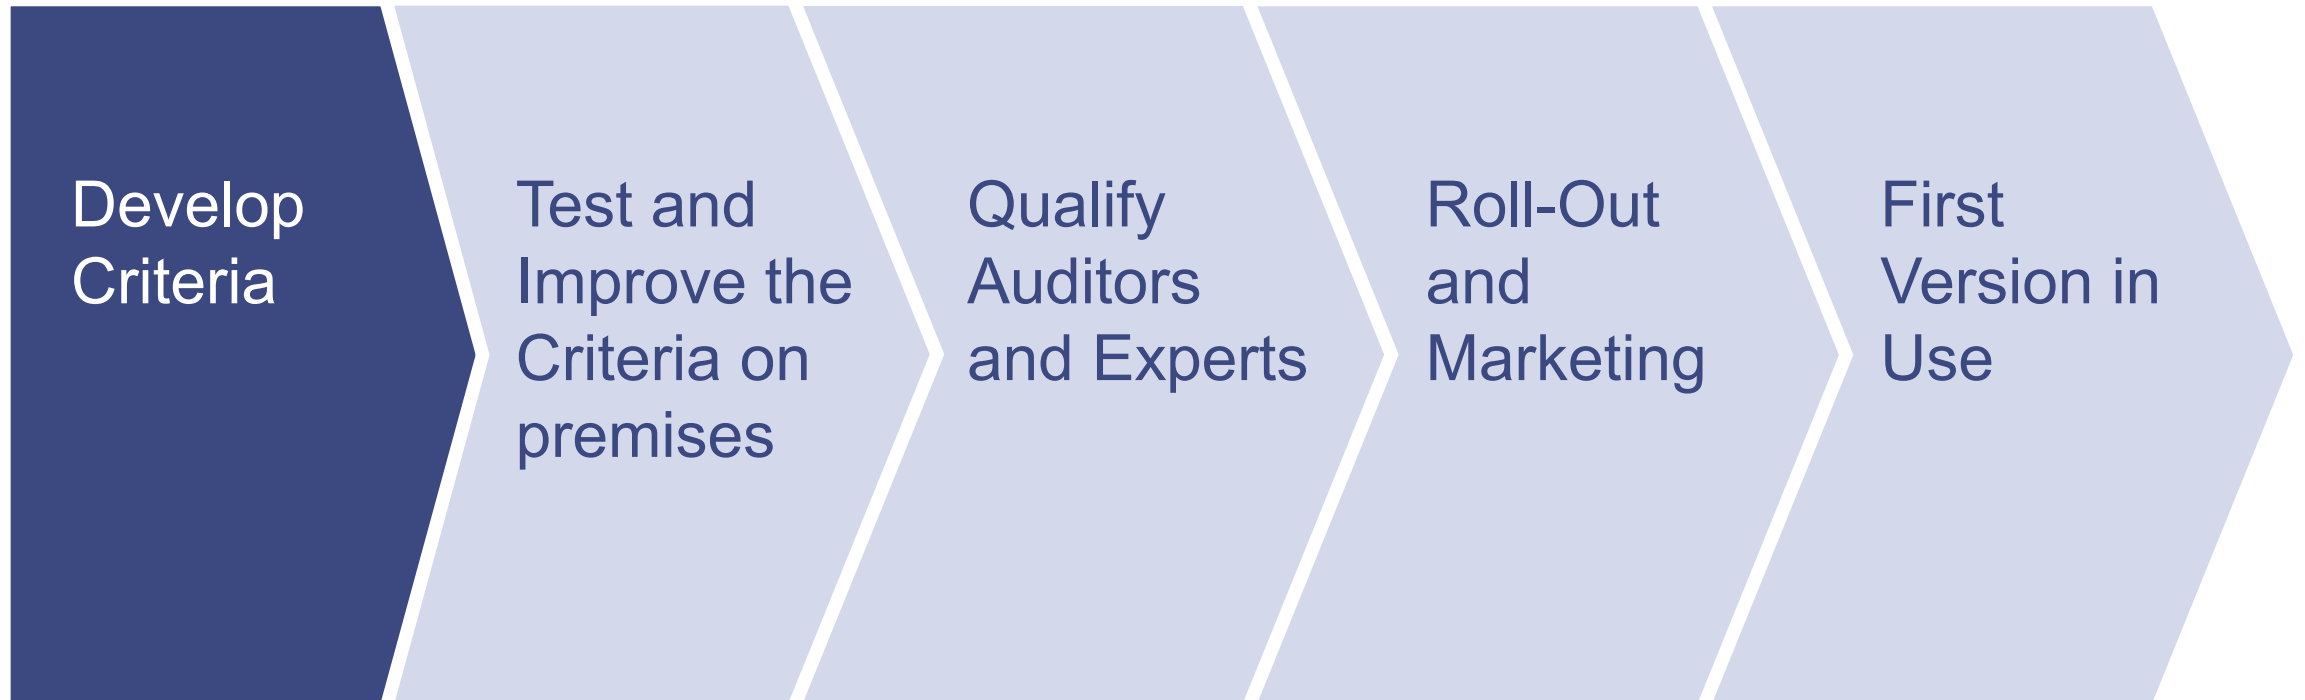 Develop
Criteria
Test and
Improve the
Criteria on
premises
Qualify
Auditors
and Experts
Roll-Out
and
Marketing
First
Version in
Use